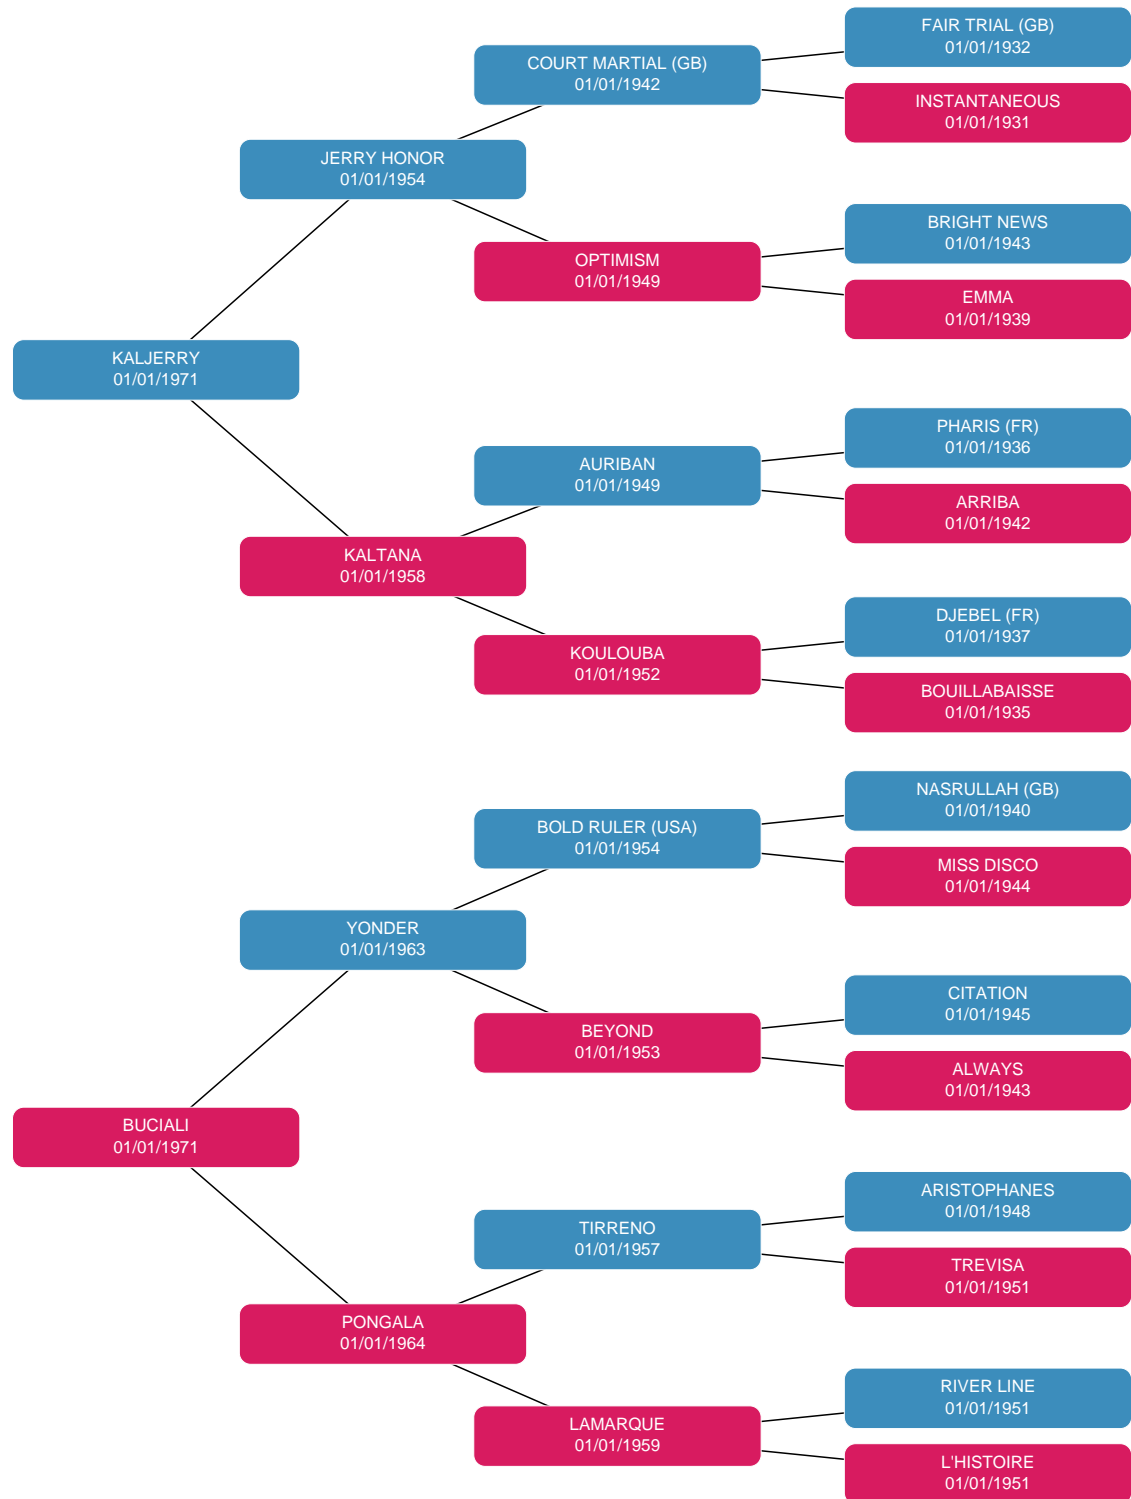 FAIR TRIAL (GB)
01/01/1932
COURT MARTIAL (GB)
01/01/1942
INSTANTANEOUS
01/01/1931
JERRY HONOR
01/01/1954
BRIGHT NEWS
01/01/1943
OPTIMISM
01/01/1949
EMMA
01/01/1939
KALJERRY
01/01/1971
PHARIS (FR)
01/01/1936
AURIBAN
01/01/1949
ARRIBA
01/01/1942
KALTANA
01/01/1958
DJEBEL (FR)
01/01/1937
KOULOUBA
01/01/1952
BOUILLABAISSE
01/01/1935
NASRULLAH (GB)
01/01/1940
BOLD RULER (USA)
01/01/1954
MISS DISCO
01/01/1944
YONDER
01/01/1963
CITATION
01/01/1945
BEYOND
01/01/1953
ALWAYS
01/01/1943
BUCIALI
01/01/1971
ARISTOPHANES
01/01/1948
TIRRENO
01/01/1957
TREVISA
01/01/1951
PONGALA
01/01/1964
RIVER LINE
01/01/1951
LAMARQUE
01/01/1959
L'HISTOIRE
01/01/1951